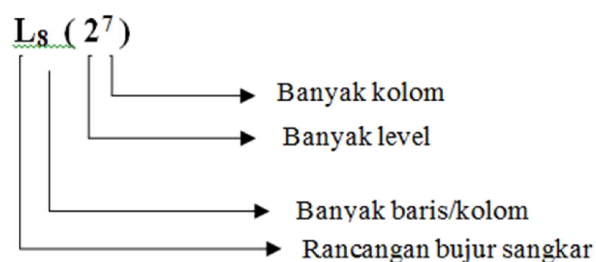 L₈ ( 2⁷ )
Banyak kolom
Banyak level
Banyak baris/kolom
Rancangan bujur sangkar